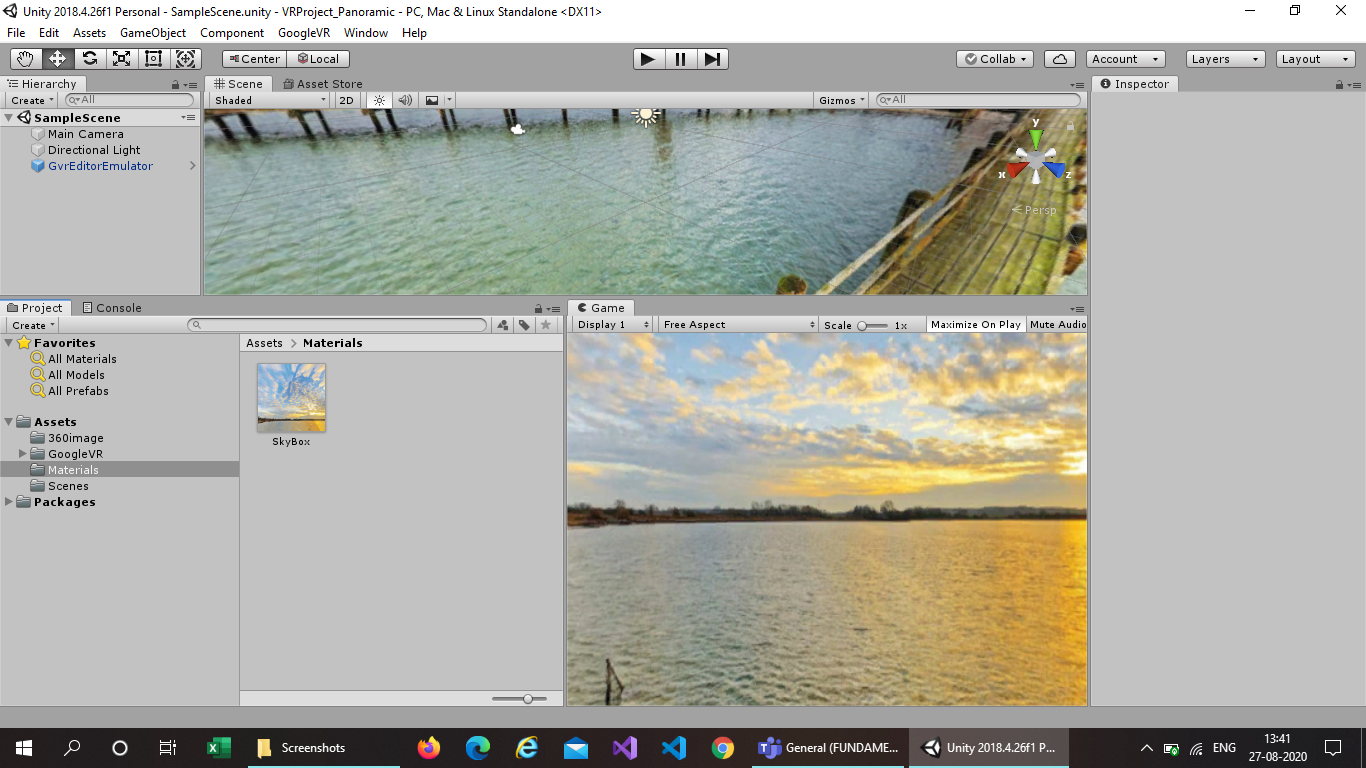 Unity 2018.4.26f1 Personal - SampleScene.unity - VRProject_Panoramic - PC, Mac & Linux Standalone <DX11>
File Edit Assets GameObject Component GoogleVR Window Help
Center Local Collab Account Layers Layout
Hierarchy
Create All
SampleScene
Main Camera
Directional Light
GvrEditorEmulator
Scene Asset Store
Shaded 2D Gizmos All
y
x z
Persp
Inspector
Project Console
Create
Favorites
All Materials
All Models
All Prefabs
Assets
360image
GoogleVR
Materials
Scenes
Packages
Assets > Materials
SkyBox
Game
Display 1 Free Aspect Scale 1x Maximize On Play Mute Audio
Screenshots General (FUNDAME... Unity 2018.4.26f1 P... ENG 13:41
27-08-2020